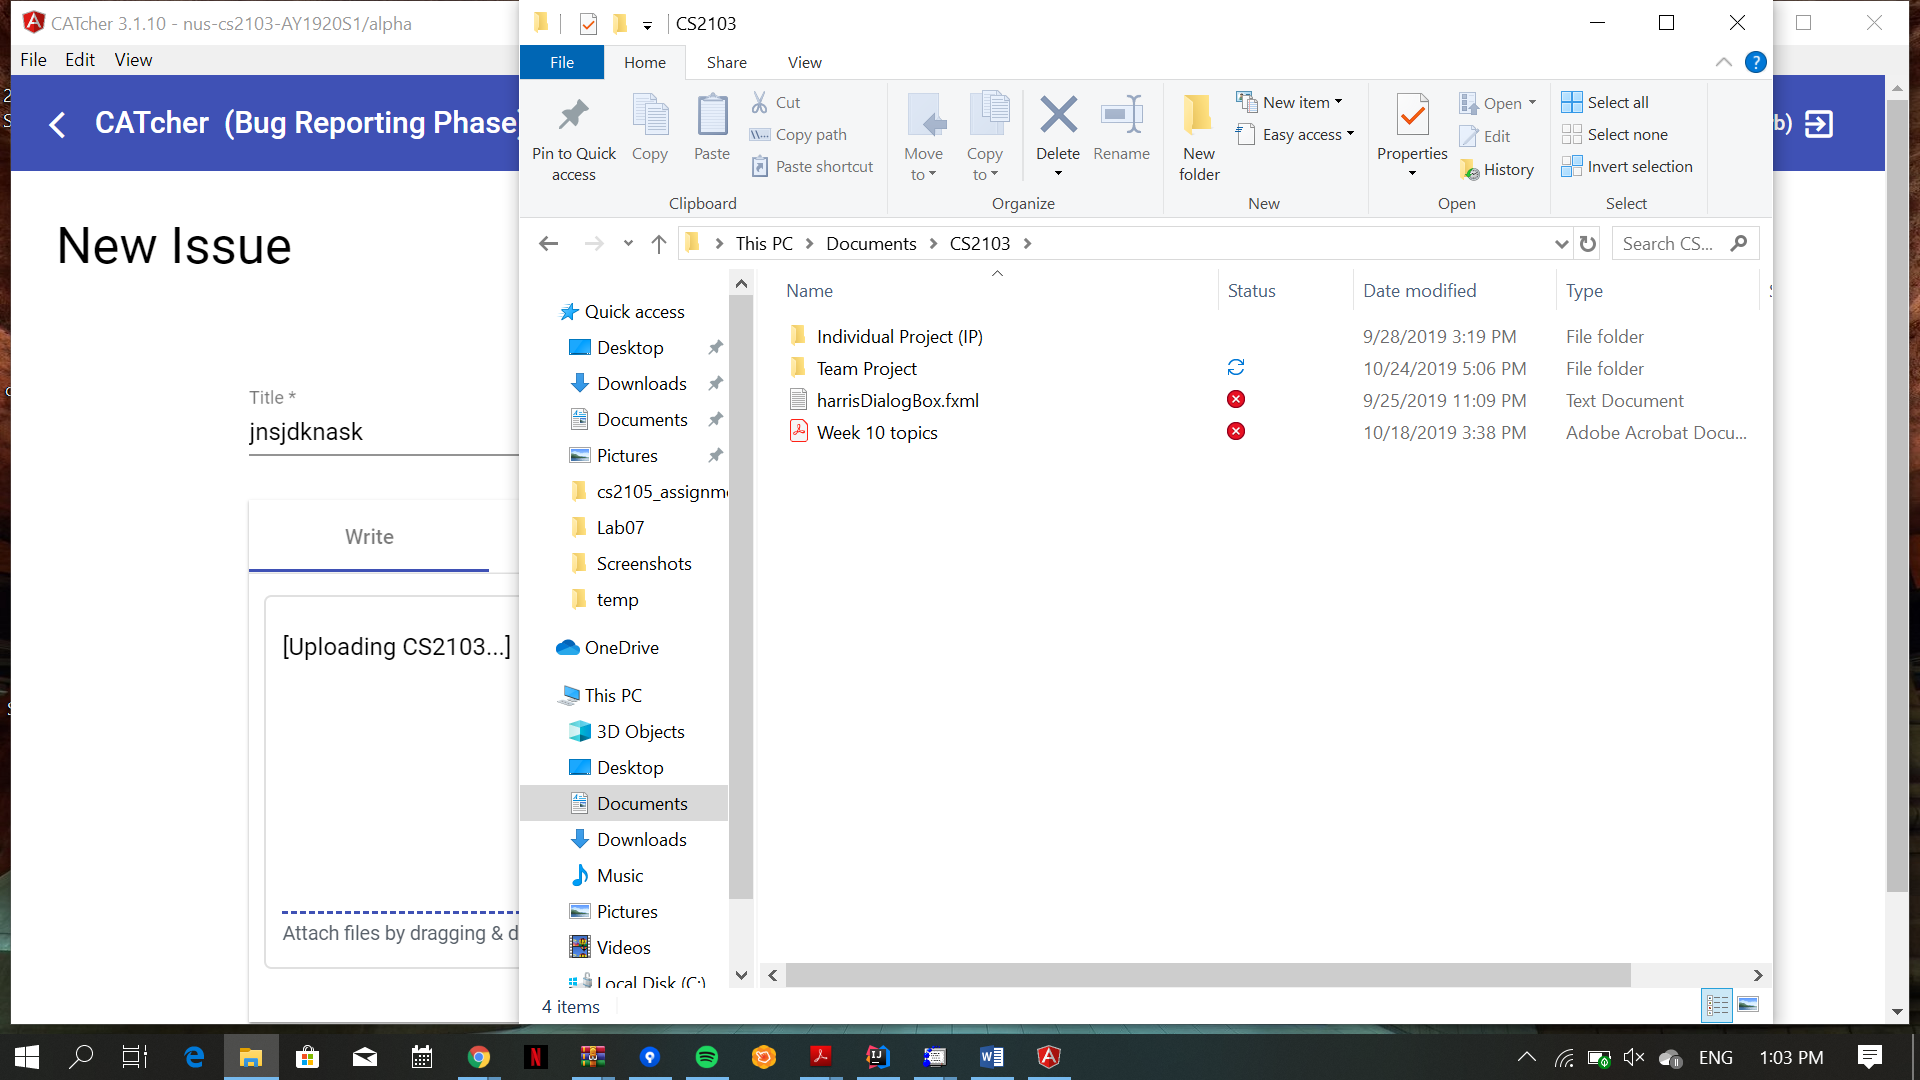 CATcher 3.1.10 - nus-cs2103-AY1920S1/alpha
File Edit View
CATcher (Bug Reporting Phase)
New Issue
Title *
jnsjdknask
Write
[Uploading CS2103...]
Attach files by dragging & d
CS2103
File Home Share View
Pin to Quick access
Copy
Paste
Cut
Copy path
Paste shortcut
Clipboard
Move to
Copy to
Delete
Rename
Organize
New folder
New item
Easy access
New
Properties
Open
Edit
History
Open
Select all
Select none
Invert selection
Select
This PC > Documents > CS2103 >
Search CS...
Quick access
Desktop
Downloads
Documents
Pictures
cs2105_assignm
Lab07
Screenshots
temp
OneDrive
This PC
3D Objects
Desktop
Documents
Downloads
Music
Pictures
Videos
Local Disk (C:)
Name Status Date modified Type
Individual Project (IP) 9/28/2019 3:19 PM File folder
Team Project 10/24/2019 5:06 PM File folder
harrisDialogBox.fxml 9/25/2019 11:09 PM Text Document
Week 10 topics 10/18/2019 3:38 PM Adobe Acrobat Docu...
4 items
b)
ENG 1:03 PM